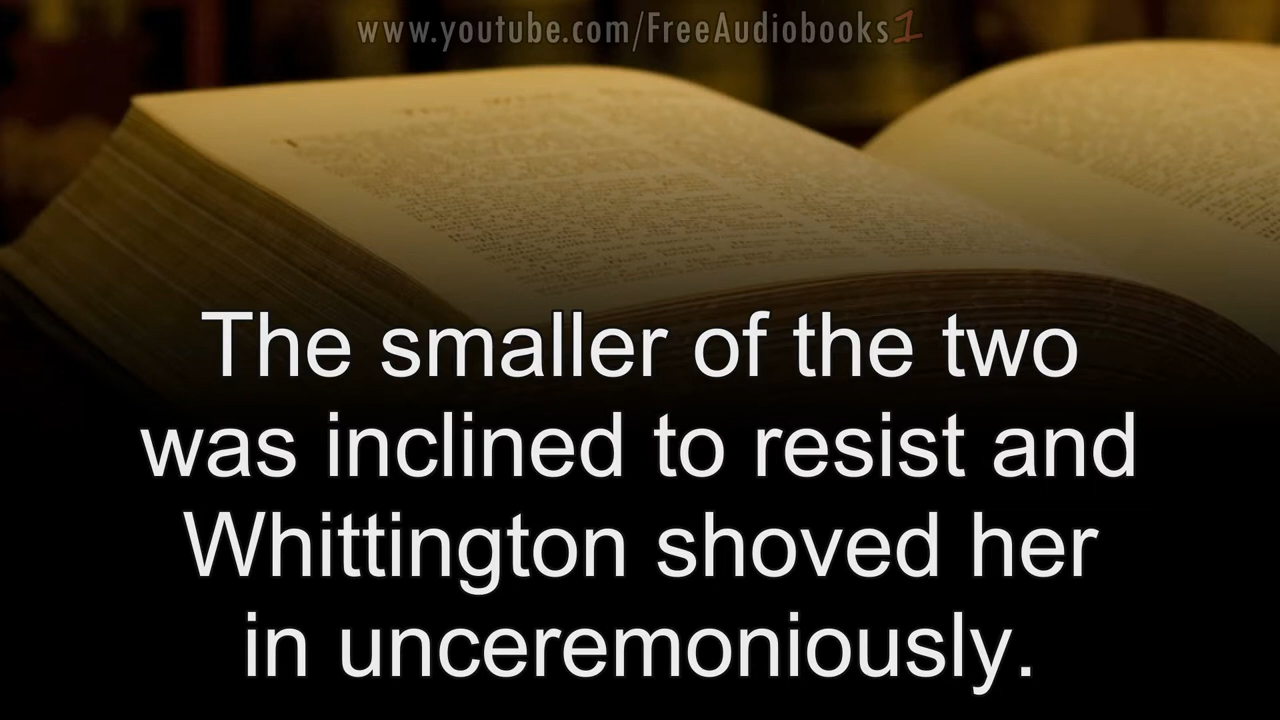 www.youtube.com/FreeAudiobooks1
The smaller of the two
was inclined to resist and
Whittington shoved her
in unceremoniously.